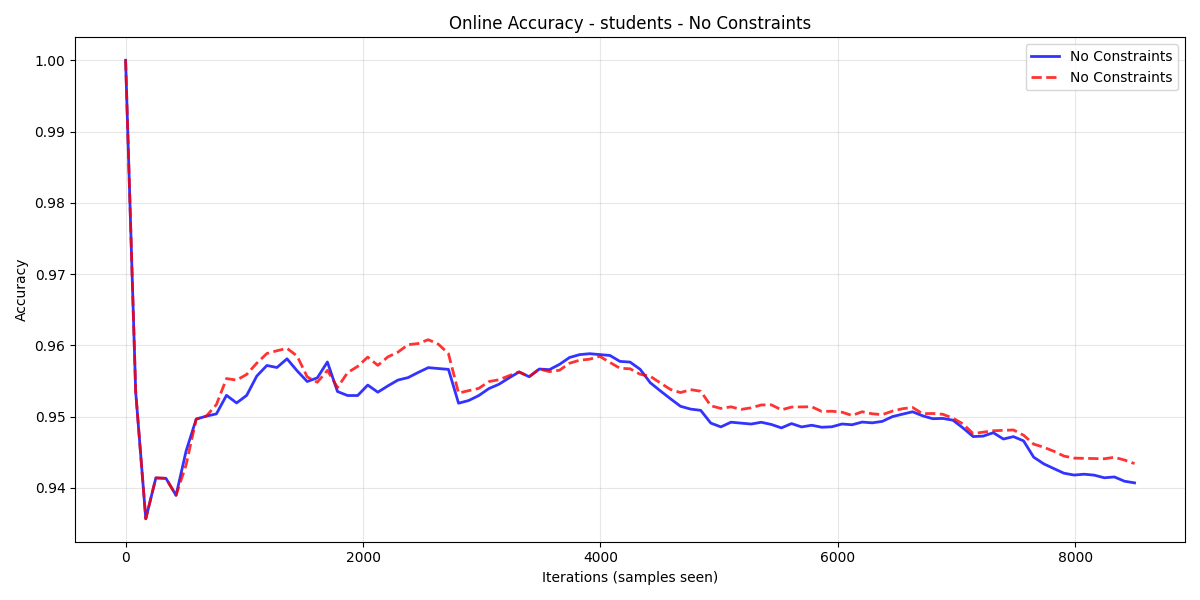 Online Accuracy - students - No Constraints
No Constraints
No Constraints
1.00
0.99
0.98
0.97
0.96
0.95
0.94
Accuracy
0 2000 4000 6000 8000
Iterations (samples seen)